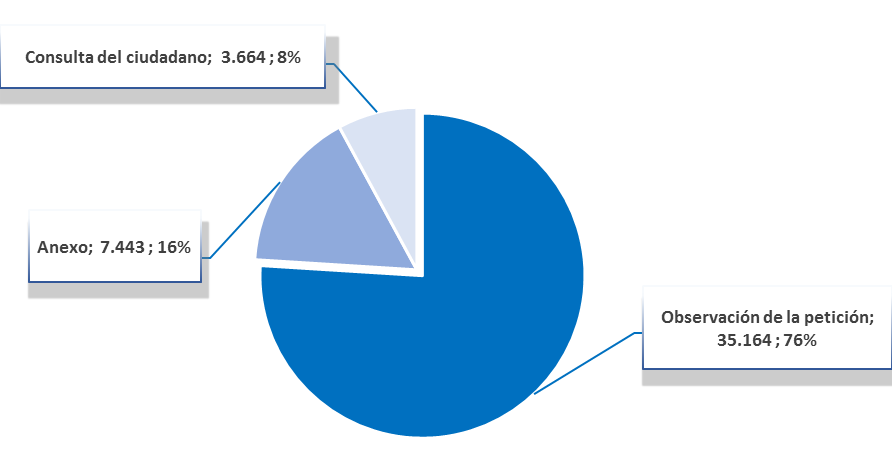 Consulta del ciudadano; 3.664 ; 8%
Anexo; 7.443 ; 16%
Observación de la petición;
35.164 ; 76%